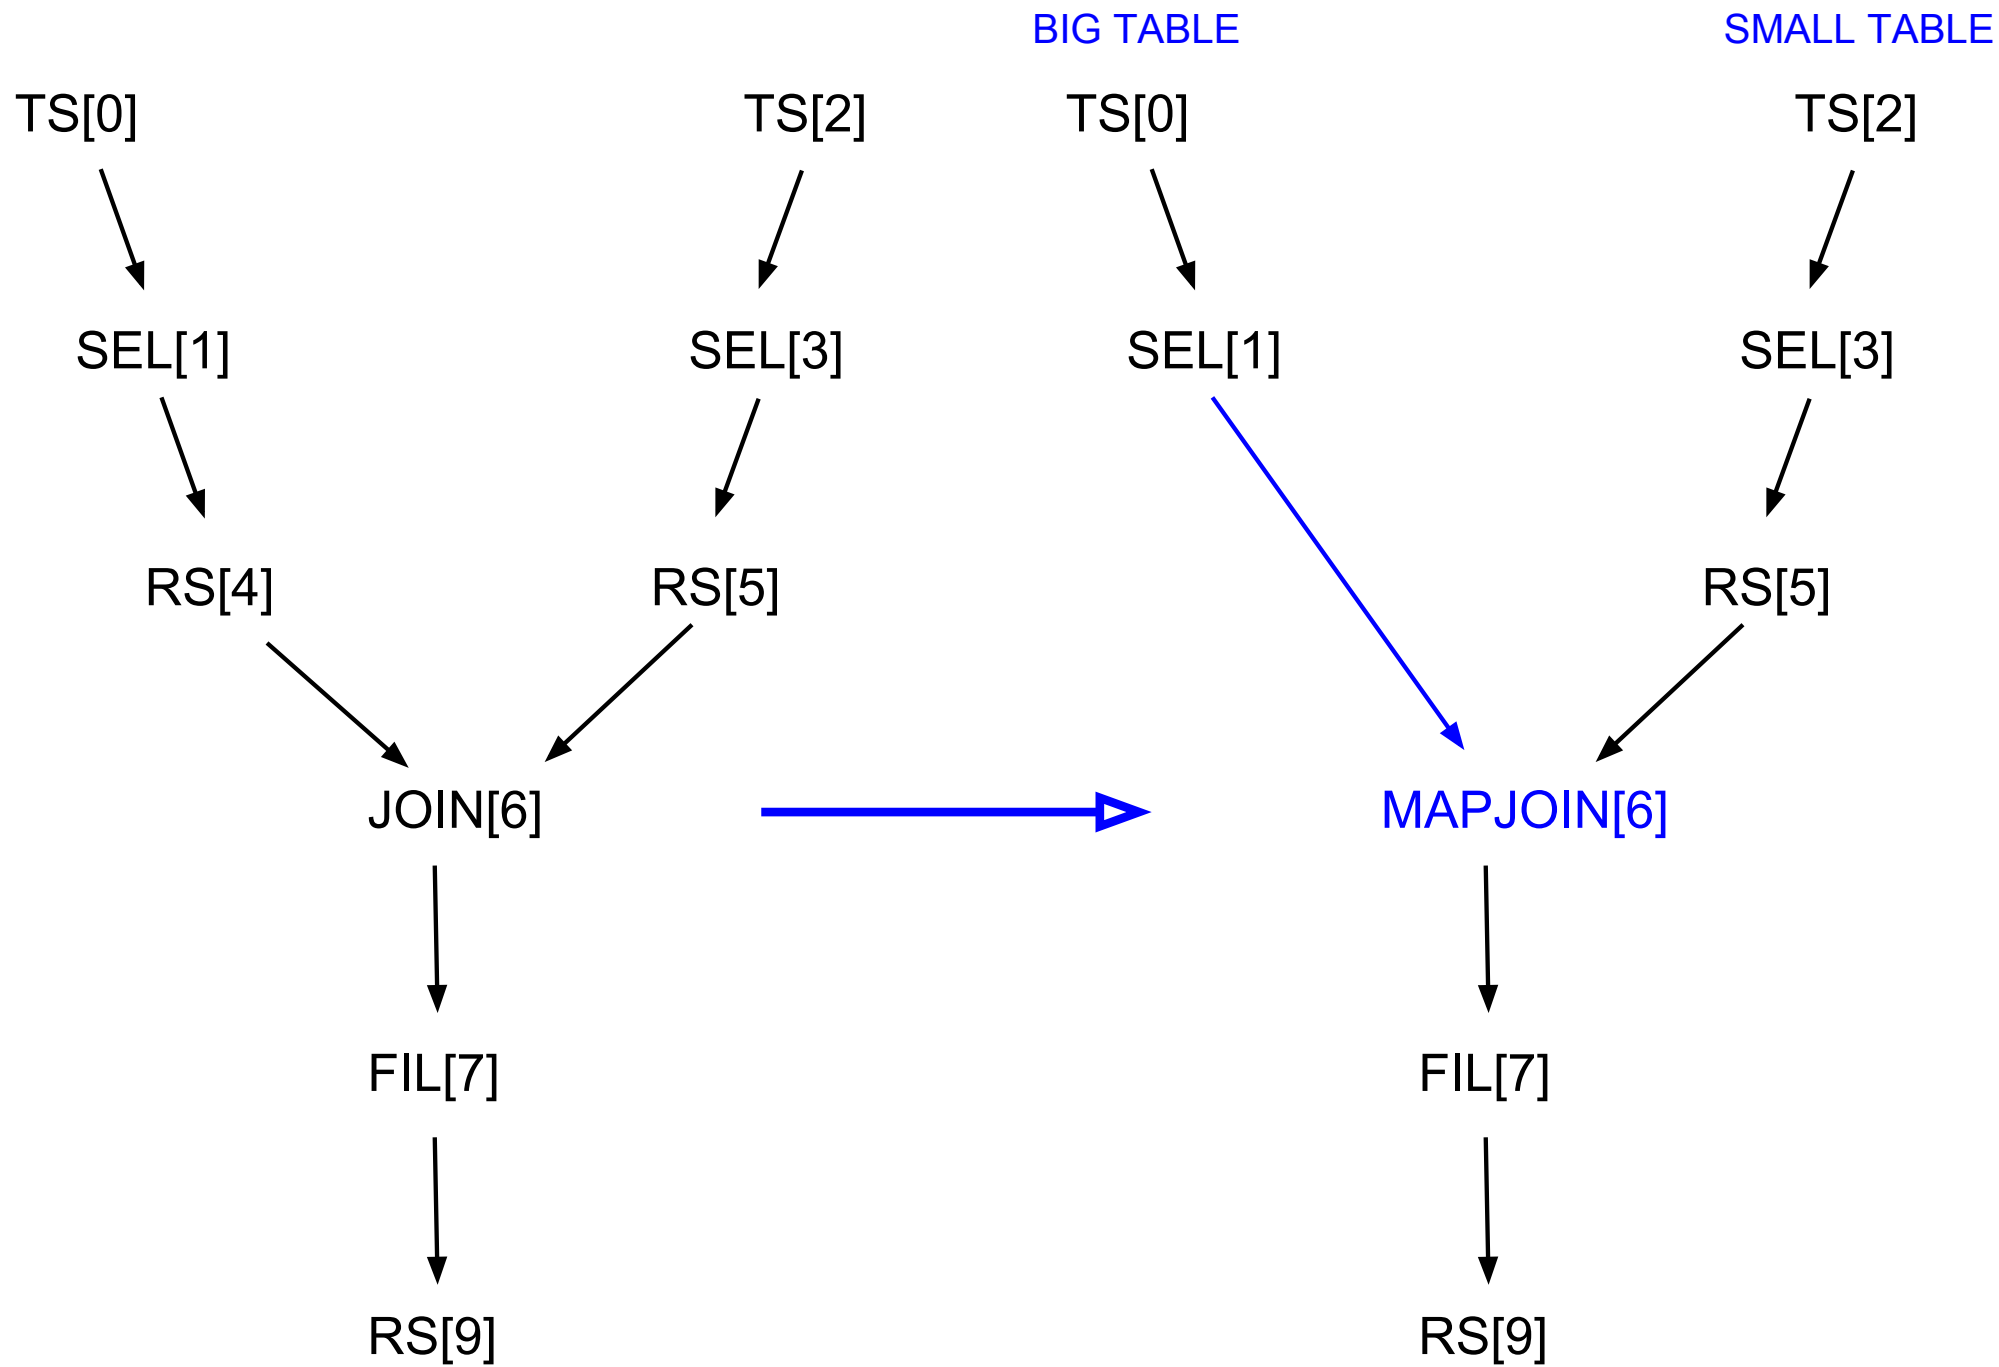 BIG TABLE SMALL TABLE
TS[0] TS[2] TS[0] TS[2]
SEL[1] SEL[3] SEL[1] SEL[3]
RS[4] RS[5] RS[5]
JOIN[6] MAPJOIN[6]
FIL[7] FIL[7]
RS[9] RS[9]